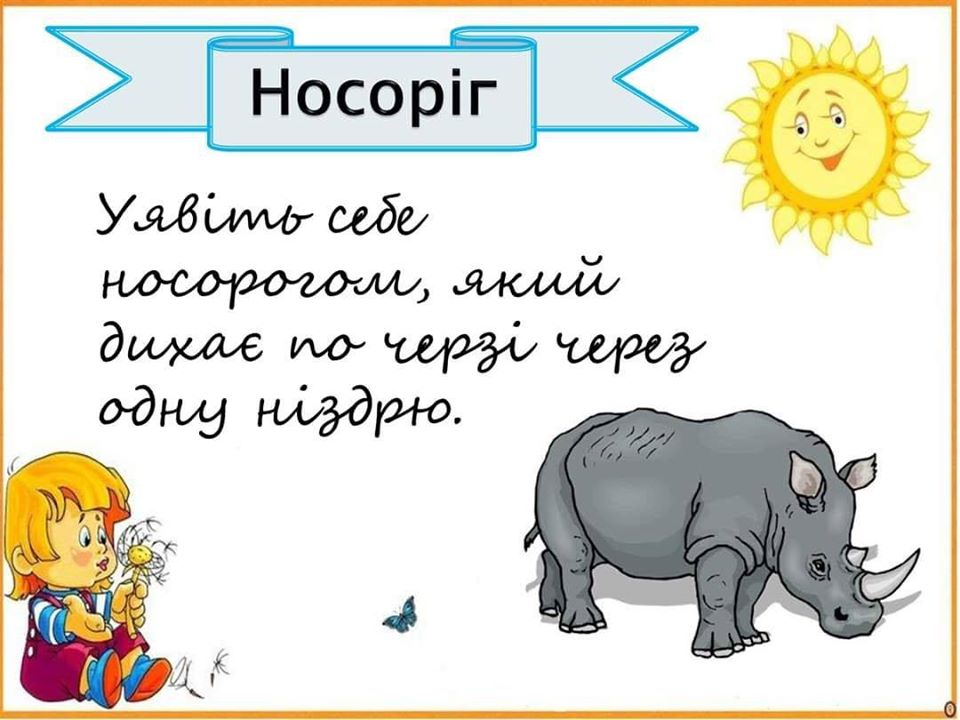 Носоріг
Уявіть себе
носорогом, який
дихає по черзі через
одну ніздрю.